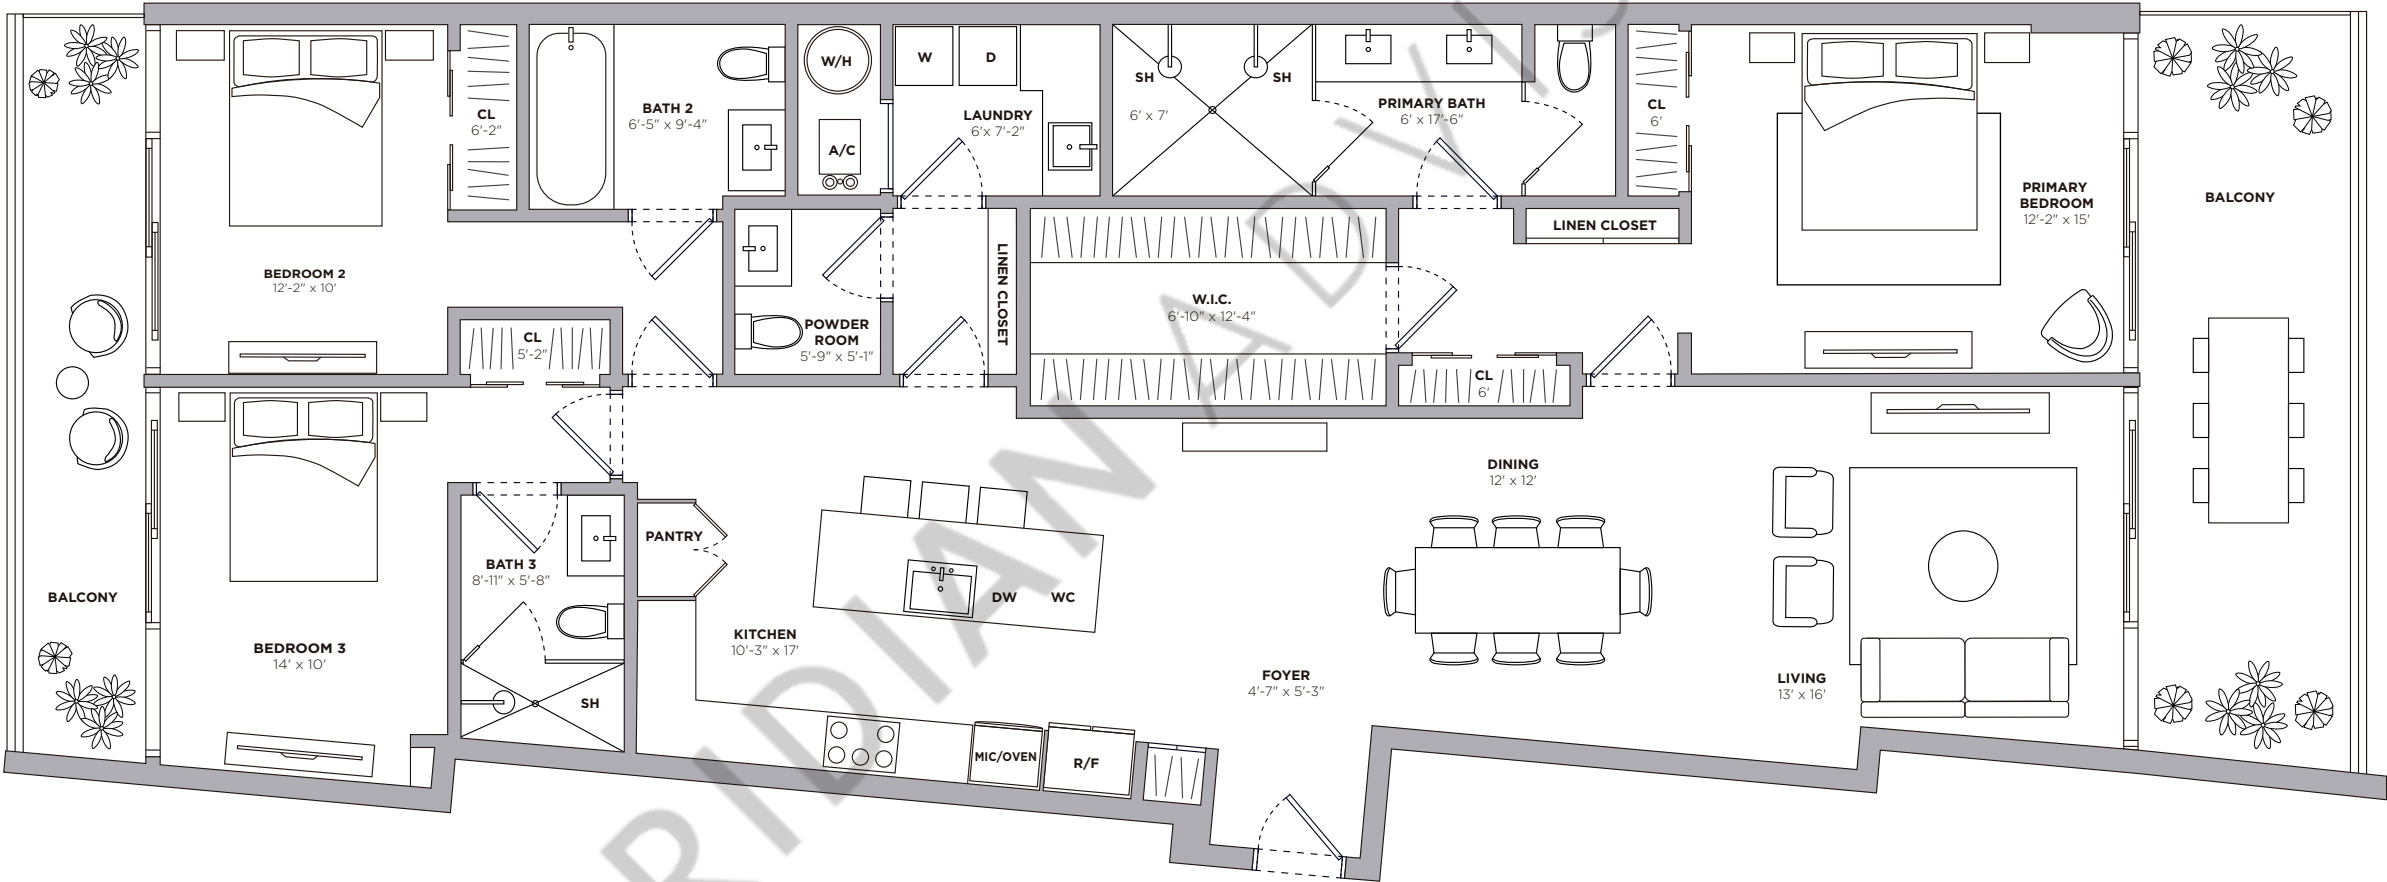 BEDROOM 2
12'-2" x 10'
CL
6'-2"
BATH 2
6'-5" x 9'-4"
W/H
A/C
W
D
LAUNDRY
6'x 7'-2"
SH
SH
6' x 7'
PRIMARY BATH
6' x 17'-6"
CL
6'
PRIMARY
BEDROOM
12'-2" x 15'
BALCONY
LINEN CLOSET
LINEN CLOSET
W.I.C.
6'-10" x 12'-4"
POWDER
ROOM
5'-9" x 5'-1"
CL
5'-2"
CL
6'
DINING
12' x 12'
PANTRY
BATH 3
8'-11" x 5'-8"
DW
WC
BALCONY
BEDROOM 3
14' x 10'
KITCHEN
10'-3" x 17'
FOYER
4'-7" x 5'-3"
LIVING
13' x 16'
SH
MIC/OVEN
R/F
RIDIAN ADVIS